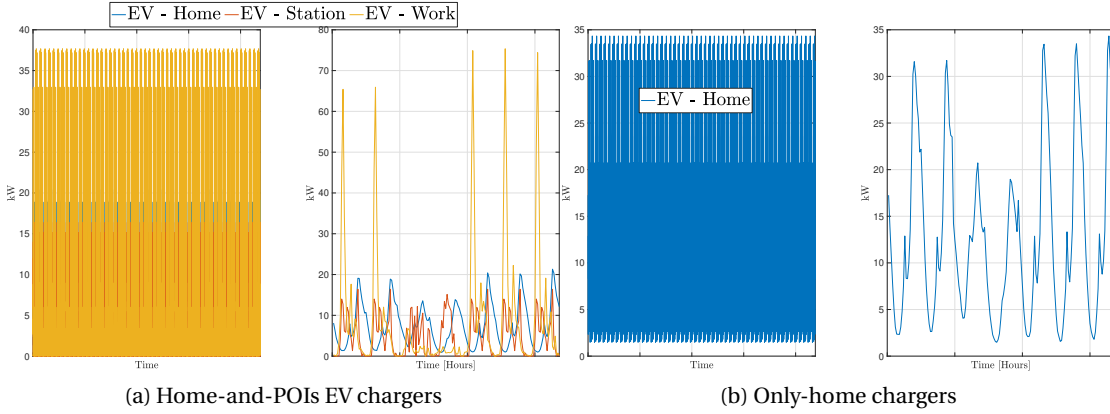 EV - Home EV - Station EV - Work
40
35
30
25
20
15
10
5
0
kW
Time
80
70
60
50
40
30
20
10
0
kW
Time [Hours]
(a) Home-and-POIs EV chargers
35
30
25
20
15
10
5
0
kW
EV - Home
Time
35
30
25
20
15
10
5
0
kW
Time [Hours]
(b) Only-home chargers